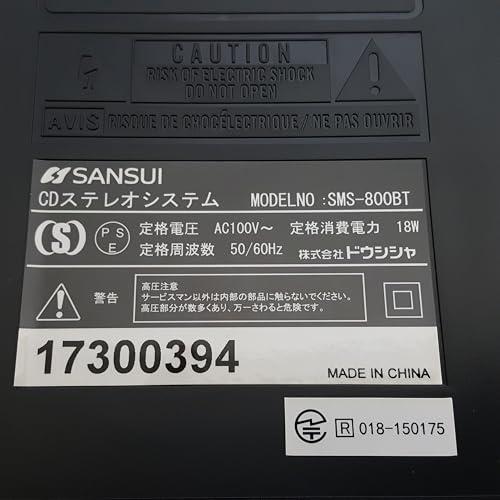 CAUTION
RISK OF ELECTRIC SHOCK
DO NOT OPEN
AVIS RISQUE DE CHOCÉLECTRIQUE / NE PAS OUVRIR
SANSUI
CDステレオシステム MODELNO :SMS-800BT
S PSE 定格電圧 AC100V～ 定格消費電力 18W
定格周波数 50/60Hz 株式会社ドウシシャ
警告
高圧注意
サービスマン以外は内部の部品に触らないでください。
高圧部分が数多くあり、万一さわると危険です。
17300394
MADE IN CHINA
R 018-150175